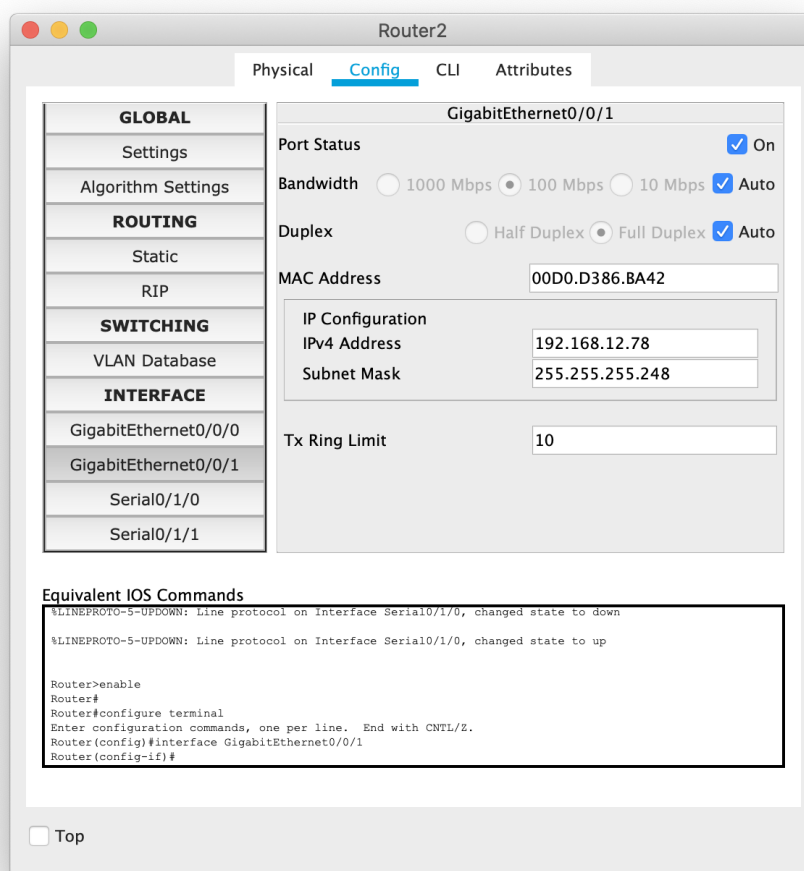 Router2
Physical Config CLI Attributes
GLOBAL
Settings
Algorithm Settings
ROUTING
Static
RIP
SWITCHING
VLAN Database
INTERFACE
GigabitEthernet0/0/0
GigabitEthernet0/0/1
Serial0/1/0
Serial0/1/1
GigabitEthernet0/0/1
Port Status On
Bandwidth 1000 Mbps 100 Mbps 10 Mbps Auto
Duplex Half Duplex Full Duplex Auto
MAC Address 00D0.D386.BA42
IP Configuration
IPv4 Address 192.168.12.78
Subnet Mask 255.255.255.248
Tx Ring Limit 10
Equivalent IOS Commands
%LINEPROTO-5-UPDOWN: Line protocol on Interface Serial0/1/0, changed state to down
%LINEPROTO-5-UPDOWN: Line protocol on Interface Serial0/1/0, changed state to up
Router>enable
Router#
Router#configure terminal
Enter configuration commands, one per line. End with CNTL/Z.
Router(config)#interface GigabitEthernet0/0/1
Router(config-if)#
Top